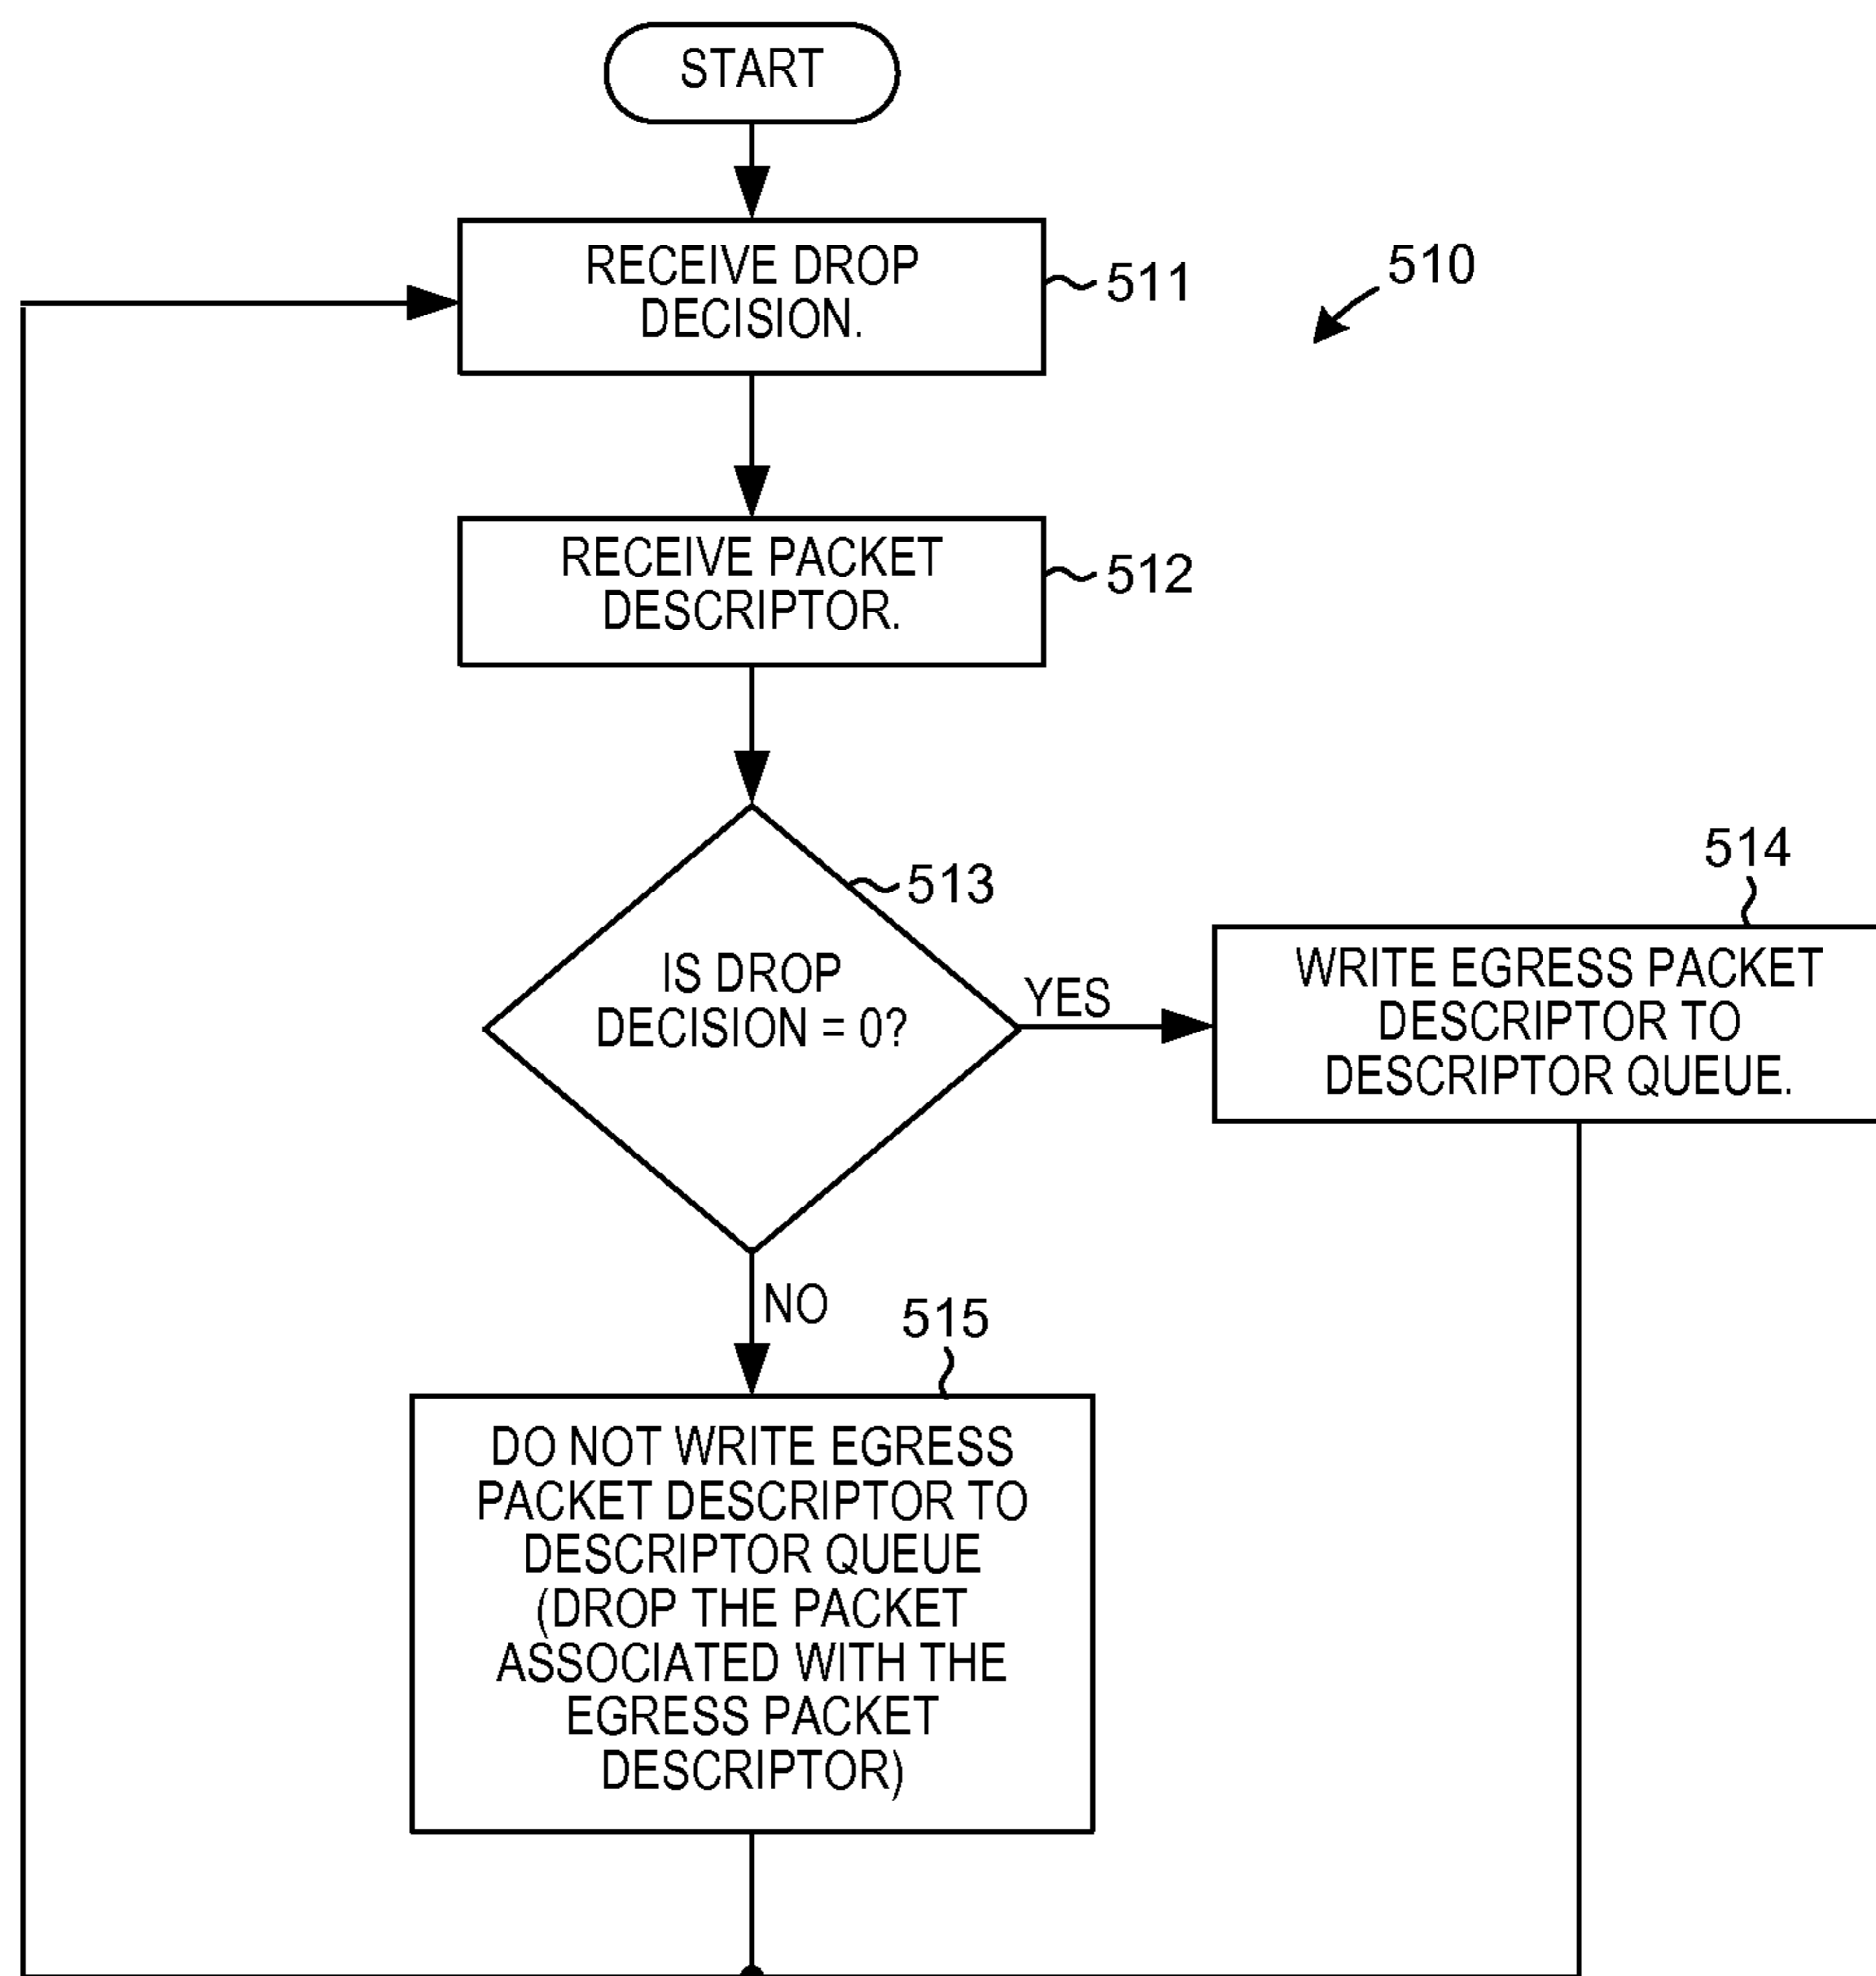 START
RECEIVE DROP
DECISION.
511
510
RECEIVE PACKET
DESCRIPTOR.
512
513
IS DROP
DECISION = 0?
YES
514
WRITE EGRESS PACKET
DESCRIPTOR TO
DESCRIPTOR QUEUE.
NO
515
DO NOT WRITE EGRESS
PACKET DESCRIPTOR TO
DESCRIPTOR QUEUE
(DROP THE PACKET
ASSOCIATED WITH THE
EGRESS PACKET
DESCRIPTOR)